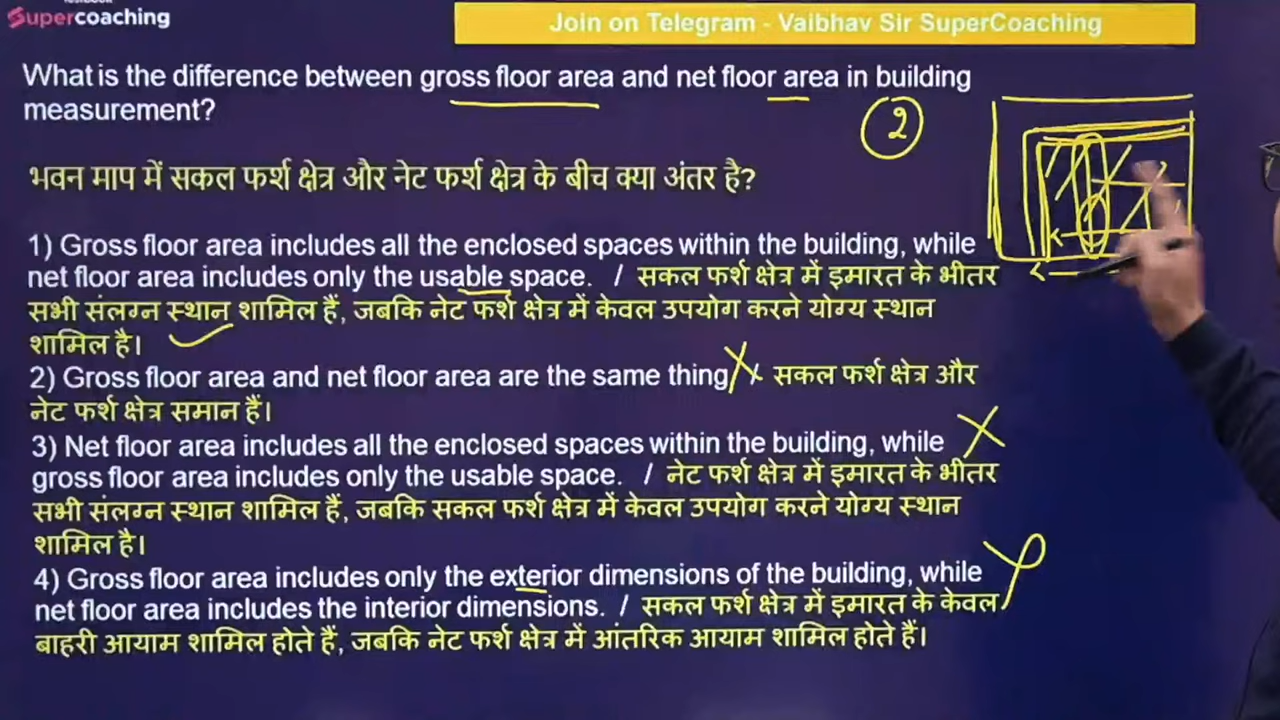 Supercoaching
Join on Telegram - Vaibhav Sir SuperCoaching
What is the difference between gross floor area and net floor area in building
measurement?
2
भवन माप में सकल फर्श क्षेत्र और नेट फर्श क्षेत्र के बीच क्या अंतर है?
1) Gross floor area includes all the enclosed spaces within the building, while
net floor area includes only the usable space. / सकल फर्श क्षेत्र में इमारत के भीतर
सभी संलग्न स्थान शामिल हैं, जबकि नेट फर्श क्षेत्र में केवल उपयोग करने योग्य स्थान
शामिल है।
2) Gross floor area and net floor area are the same thing सकल फर्श क्षेत्र और
नेट फर्श क्षेत्र समान हैं।
3) Net floor area includes all the enclosed spaces within the building, while
gross floor area includes only the usable space. / नेट फर्श क्षेत्र में इमारत के भीतर
सभी संलग्न स्थान शामिल हैं, जबकि सकल फर्श क्षेत्र में केवल उपयोग करने योग्य स्थान
शामिल है।
4) Gross floor area includes only the exterior dimensions of the building, while
net floor area includes the interior dimensions. / सकल फर्श क्षेत्र में इमारत के केवल
बाहरी आयाम शामिल होते हैं, जबकि नेट फर्श क्षेत्र में आंतरिक आयाम शामिल होते हैं।